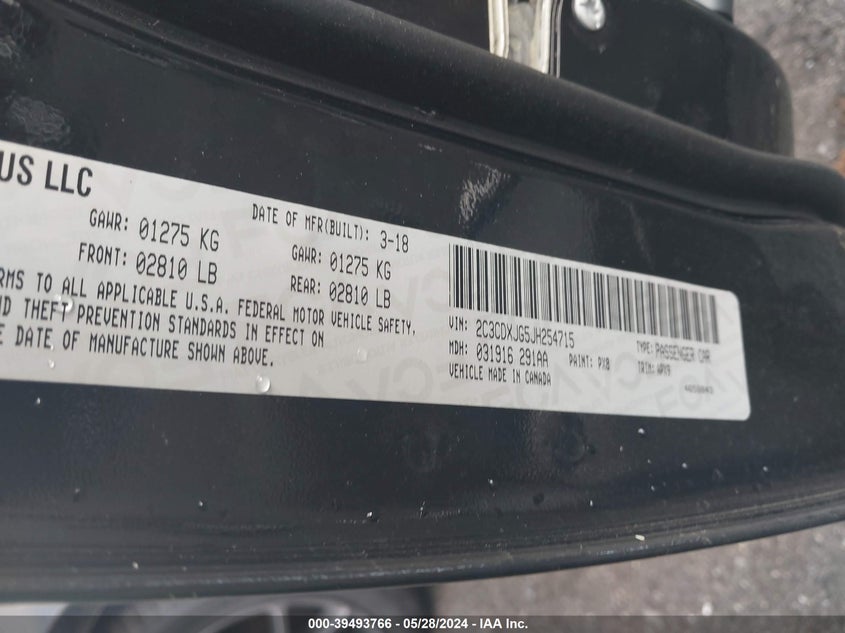 US LLC
DATE OF MFR(BUILT): 3-18
GAWR: 01275 KG
FRONT: 02810 LB
GAWR: 01275 KG
REAR: 02810 LB
RMS TO ALL APPLICABLE U.S.A. FEDERAL MOTOR VEHICLE SAFETY,
ND THEFT PREVENTION STANDARDS IN EFFECT ON
E DATE OF MANUFACTURE SHOWN ABOVE.
VIN: 2C3CDXJG5JH254715
TYPE: PASSENGER CAR
MDH: 031916 291AA
PAINT: PX8
TRIM: APX9
VEHICLE MADE IN CANADA
000-39493766 - 05/28/2024 - IAA Inc.